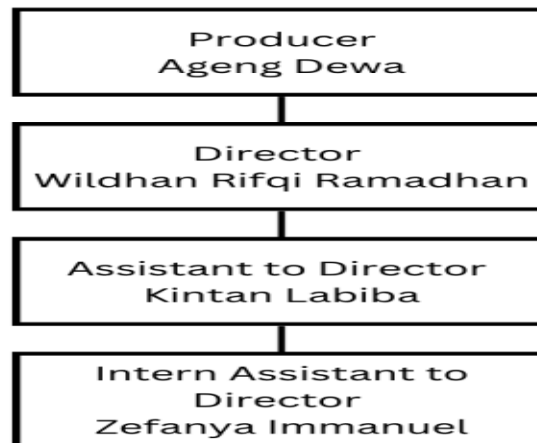 Producer
Ageng Dewa
Director
Wildhan Rifqi Ramadhan
Assistant to Director
Kintan Labiba
Intern Assistant to
Director
Zefanya Immanuel